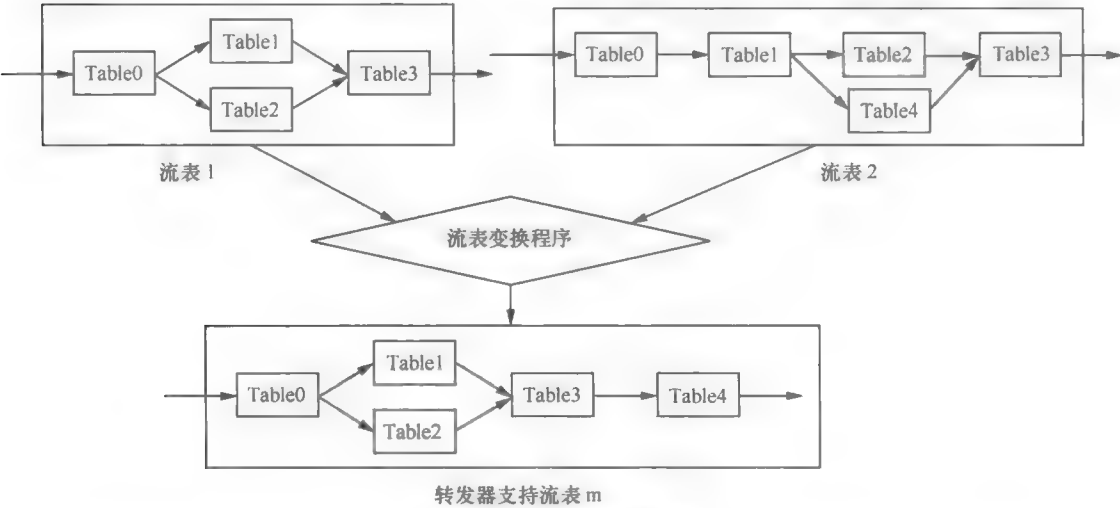 Table0
Table1
Table2
Table3
流表 1
Table0
Table1
Table2
Table4
Table3
流表 2
流表变换程序
Table0
Table1
Table2
Table3
Table4
转发器支持流表 m